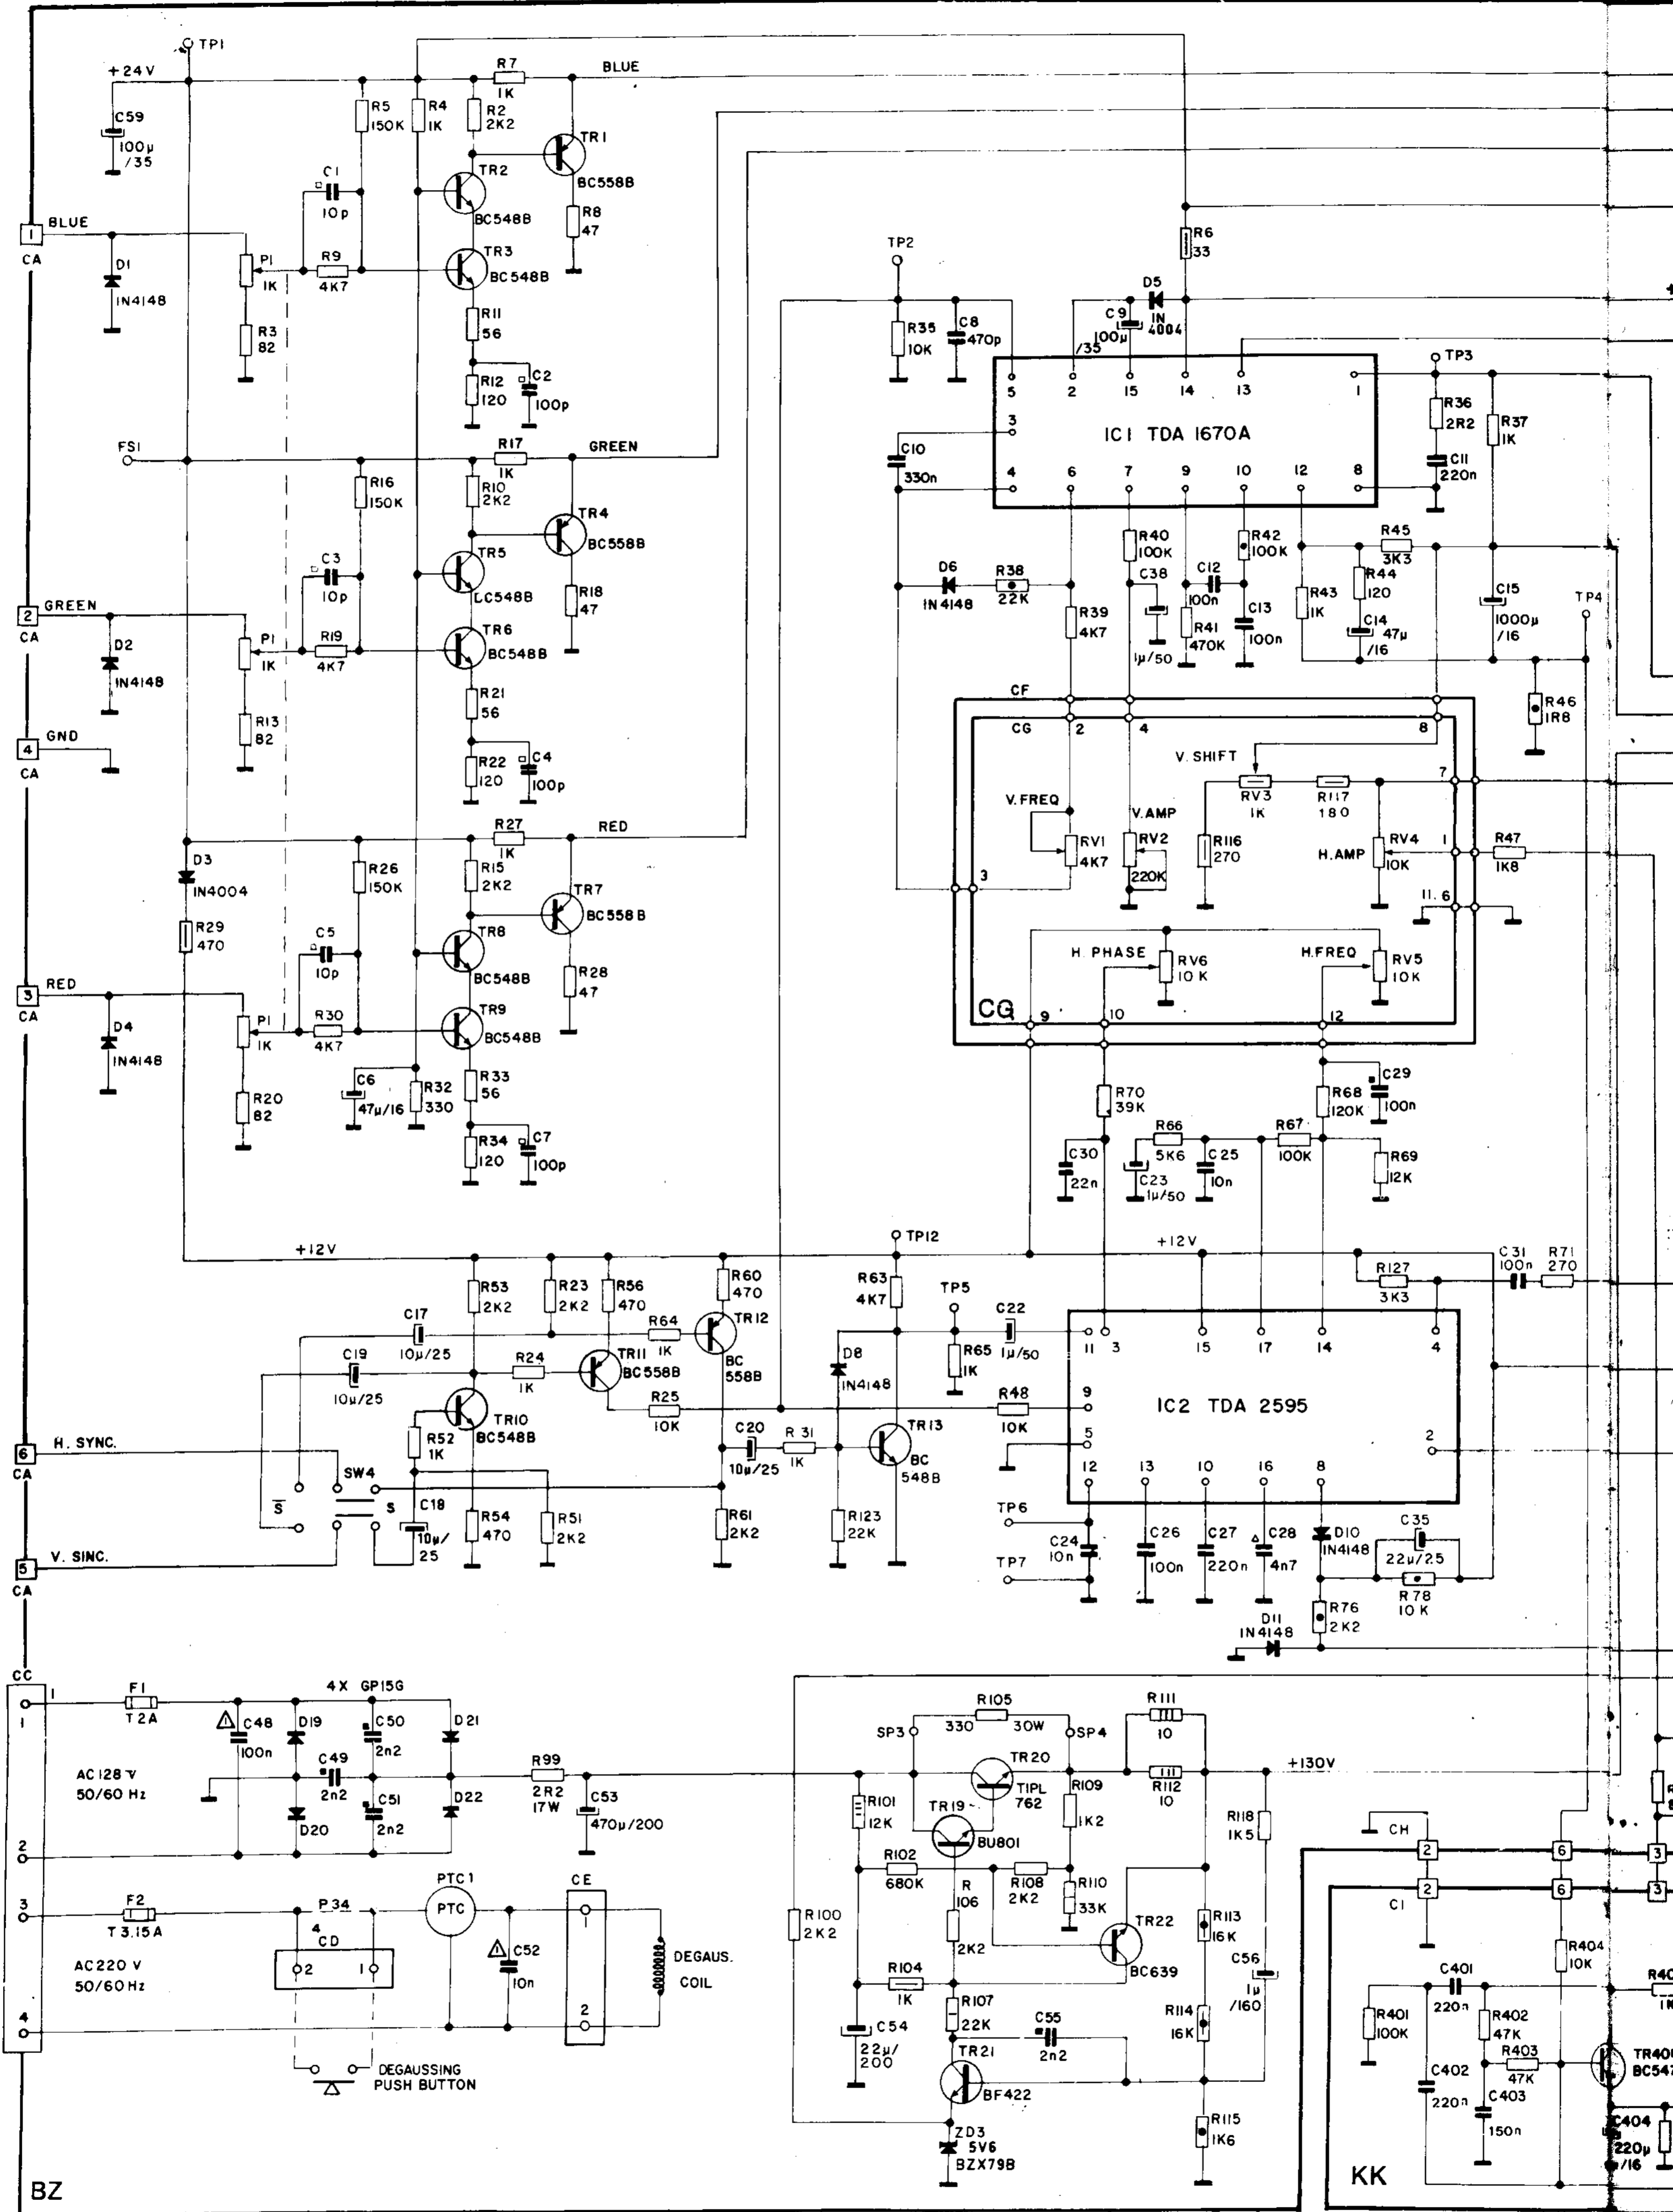 TP1
+24V
C59
100µ
/35
R5
150K
R4
1K
R7
1K
R2
2K2
BLUE
TR1
BC558B
C1
10p
TR2
BC548B
R8
47
1
BLUE
CA
D1
1N4148
P1
1K
R9
4K7
TR3
BC548B
R3
82
R11
56
R12
120
C2
100p
FS1
R17
1K
GREEN
R16
150K
R10
2K2
TR4
BC558B
C3
10p
TR5
BC548B
R18
47
2
GREEN
CA
D2
1N4148
P1
1K
R19
4K7
TR6
BC548B
R13
82
R21
56
R22
120
C4
100p
4
GND
CA
R27
1K
RED
D3
1N4004
R26
150K
R15
2K2
TR7
BC558B
R29
470
C5
10p
TR8
BC548B
R28
47
3
RED
CA
D4
1N4148
P1
1K
R30
4K7
TR9
BC548B
R20
82
C6
47µ/16
R32
330
R33
56
R34
120
C7
100p
TP2
R6
33
R35
10K
C8
470p
C9
100µ
/35
D5
1N
4004
TP3
5
2
15
14
13
1
3
IC1 TDA 1670A
4
6
7
9
10
12
8
C10
330n
R36
2R2
R37
1K
C11
220n
D6
1N4148
R38
22K
R39
4K7
R40
100K
C38
1µ/50
C12
100n
R41
470K
R42
100K
C13
100n
R43
1K
R45
3K3
R44
120
C14
47µ
/16
C15
1000µ
/16
TP4
R46
1R8
CF
CG
2
4
8
V. SHIFT
RV3
1K
R117
180
7
V.FREQ
RV1
4K7
V.AMP
RV2
220K
R116
270
H.AMP
RV4
10K
1
R47
1K8
3
11.6
H. PHASE
RV6
10K
H.FREQ
RV5
10K
CG
9
10
12
R70
39K
R68
120K
C29
100n
C30
22n
R66
5K6
C23
1µ/50
C25
10n
R67
100K
R69
12K
+12V
R53
2K2
R23
2K2
R56
470
R60
470
R63
4K7
TP12
+12V
C31
100n
R71
270
R127
3K3
C17
10µ/25
R64
1K
TR12
BC
558B
TP5
C22
1µ/50
C19
10µ/25
R24
1K
TR11
BC558B
D8
1N4148
R65
1K
11
3
15
17
14
4
R25
10K
R48
10K
9
IC2 TDA 2595
5
2
12
13
10
16
8
R52
1K
TR10
BC548B
C20
10µ/25
R31
1K
TR13
BC
548B
6
H. SYNC.
CA
S̅
SW4
S
C18
10µ/
25
R54
470
R51
2K2
R61
2K2
R123
22K
5
V. SINC.
CA
TP6
TP7
C24
10n
C26
100n
C27
220n
C28
4n7
D10
1N4148
C35
22µ/25
R78
10K
R76
2K2
D11
1N4148
CC
1
1
F1
T2A
4X GP15G
C48
100n
D19
C50
2n2
D21
AC128 V
50/60 Hz
C49
2n2
D20
C51
2n2
D22
R99
2R2
17W
C53
470µ/200
2
3
F2
T3.15A
P34
4
CD
2
1
PTC1
PTC
C52
10n
CE
1
2
DEGAUS.
COIL
AC220 V
50/60 Hz
4
DEGAUSSING
PUSH BUTTON
R105
330
30W
SP3
SP4
R111
10
TR20
TIPL
762
R112
10
+130V
R101
12K
TR19
BU801
R109
1K2
R118
1K5
R102
680K
R
106
2K2
R108
2K2
R110
33K
R100
2K2
TR22
BC639
R113
16K
C56
1µ
/160
R104
1K
R107
22K
C54
22µ/
200
C55
2n2
R114
16K
TR21
BF422
R115
1K6
ZD3
5V6
BZX79B
CH
2
6
3
CI
2
6
3
R404
10K
C401
220n
R401
100K
R402
47K
R403
47K
C402
220n
C403
150n
C404
220µ
/16
BZ
KK